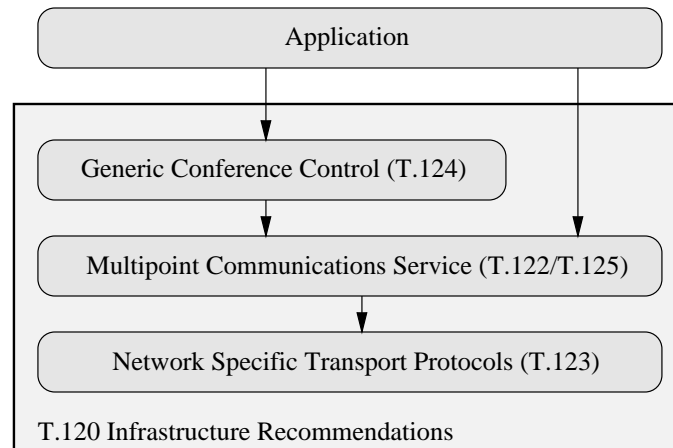 Application
Generic Conference Control (T.124)
Multipoint Communications Service (T.122/T.125)
Network Specific Transport Protocols (T.123)
T.120 Infrastructure Recommendations